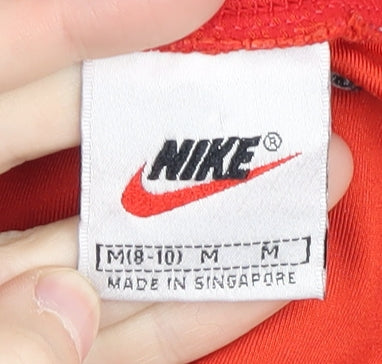 NIKE®
M(8-10) M M
MADE IN SINGAPORE